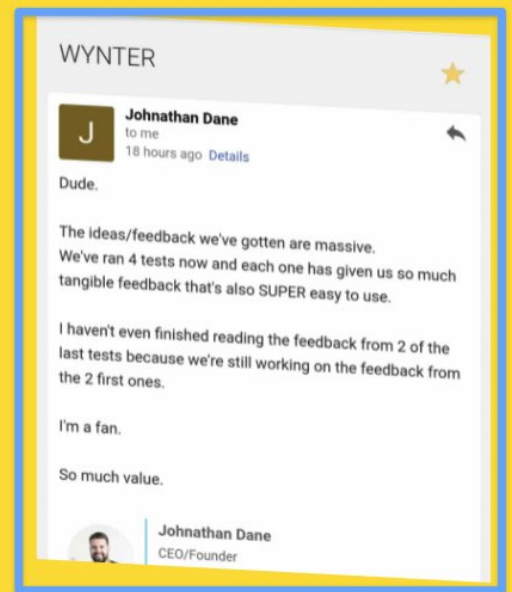 WYNTER
J
Johnathan Dane
to me
18 hours ago Details
Dude.
The ideas/feedback we've gotten are massive.
We've ran 4 tests now and each one has given us so much
tangible feedback that's also SUPER easy to use.
I haven't even finished reading the feedback from 2 of the
last tests because we're still working on the feedback from
the 2 first ones.
I'm a fan.
So much value.
Johnathan Dane
CEO/Founder